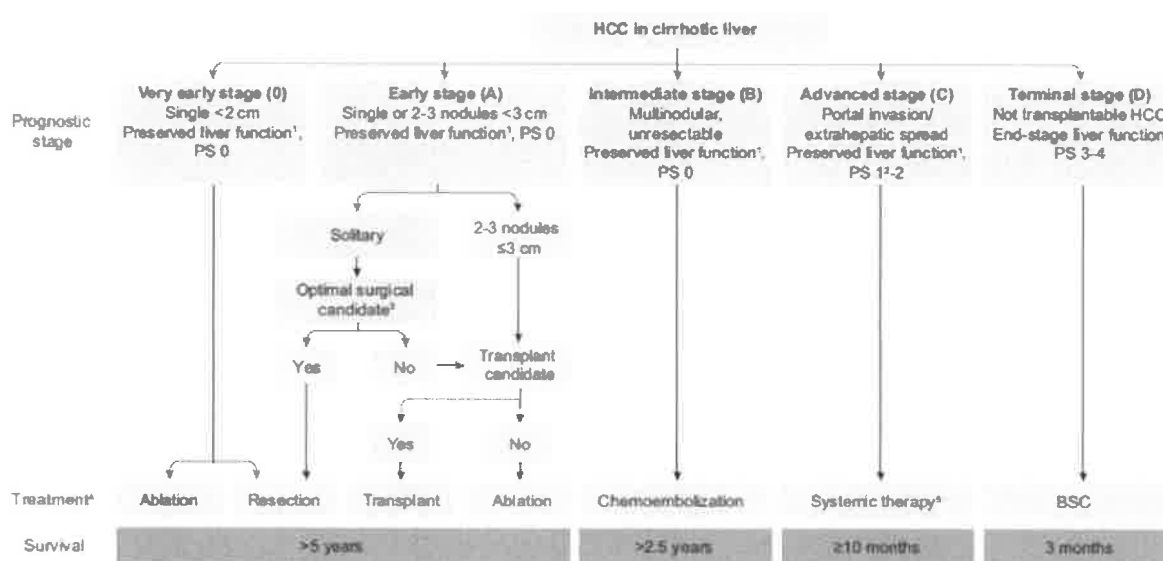 HCC in cirrhotic liver
Prognostic
stage
Very early stage (0)
Single <2 cm
Preserved liver function¹,
PS 0
Early stage (A)
Single or 2-3 nodules <3 cm
Preserved liver function¹, PS 0
Intermediate stage (B)
Multinodular,
unresectable
Preserved liver function¹,
PS 0
Advanced stage (C)
Portal invasion/
extrahepatic spread
Preserved liver function¹,
PS 1²-2
Terminal stage (D)
Not transplantable HCC
End-stage liver function
PS 3-4
Solitary
2-3 nodules
≤3 cm
Optimal surgical
candidate³
Yes
No
Transplant
candidate
Yes
No
Treatment⁴
Ablation
Resection
Transplant
Ablation
Chemoembolization
Systemic therapy⁴
BSC
Survival
>5 years
>2.5 years
≥10 months
3 months